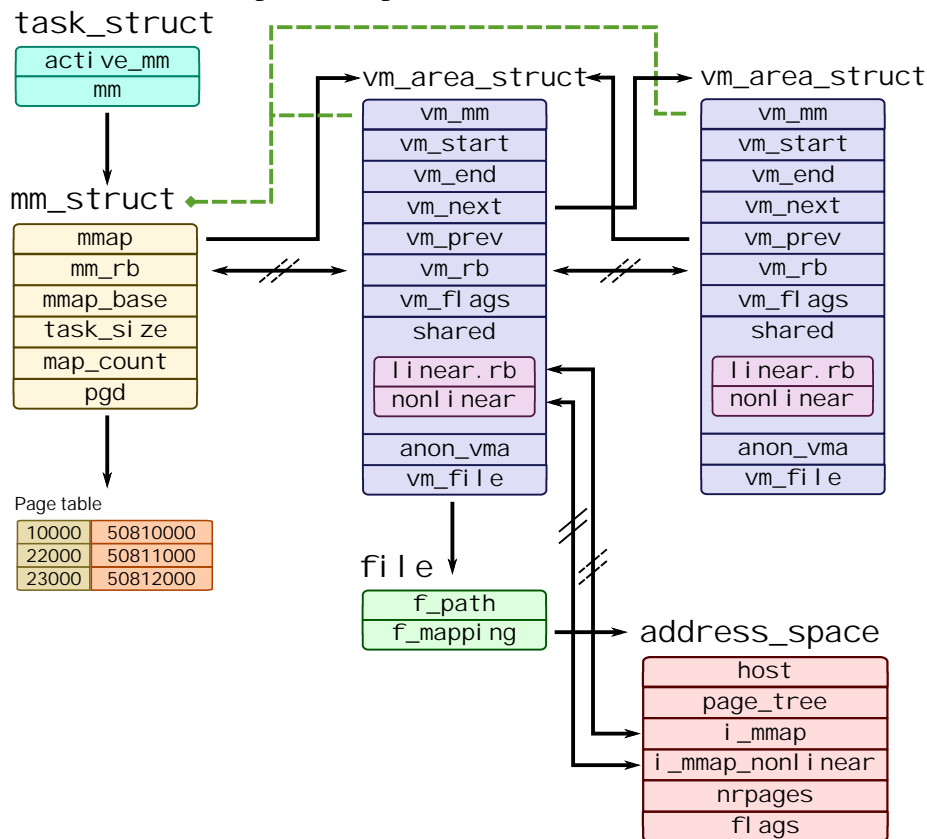 task_struct
active_mm
mm
mm_struct
mmap
mm_rb
mmap_base
task_size
map_count
pgd
Page table
10000 50810000
22000 50811000
23000 50812000
vm_area_struct
vm_mm
vm_start
vm_end
vm_next
vm_prev
vm_rb
vm_flags
shared
linear.rb
nonlinear
anon_vma
vm_file
vm_area_struct
vm_mm
vm_start
vm_end
vm_next
vm_prev
vm_rb
vm_flags
shared
linear.rb
nonlinear
anon_vma
vm_file
file
f_path
f_mapping
address_space
host
page_tree
i_mmap
i_mmap_nonlinear
nrpages
flags